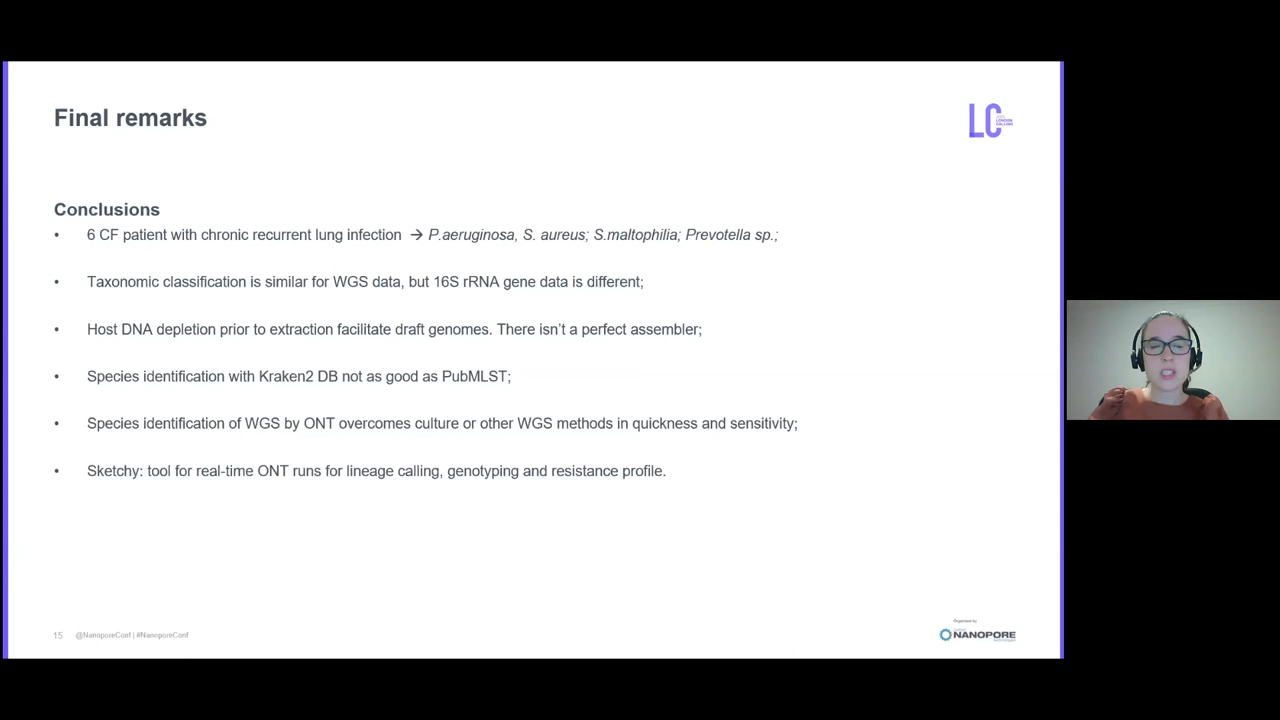 Final remarks
LC
LONDON
CALLING
Conclusions
• 6 CF patient with chronic recurrent lung infection → P.aeruginosa, S. aureus; S.maltophilia; Prevotella sp.;
• Taxonomic classification is similar for WGS data, but 16S rRNA gene data is different;
• Host DNA depletion prior to extraction facilitate draft genomes. There isn't a perfect assembler;
• Species identification with Kraken2 DB not as good as PubMLST;
• Species identification of WGS by ONT overcomes culture or other WGS methods in quickness and sensitivity;
• Sketchy: tool for real-time ONT runs for lineage calling, genotyping and resistance profile.
15 @NanoporeConf | #NanoporeConf
Organised by
NANOPORE